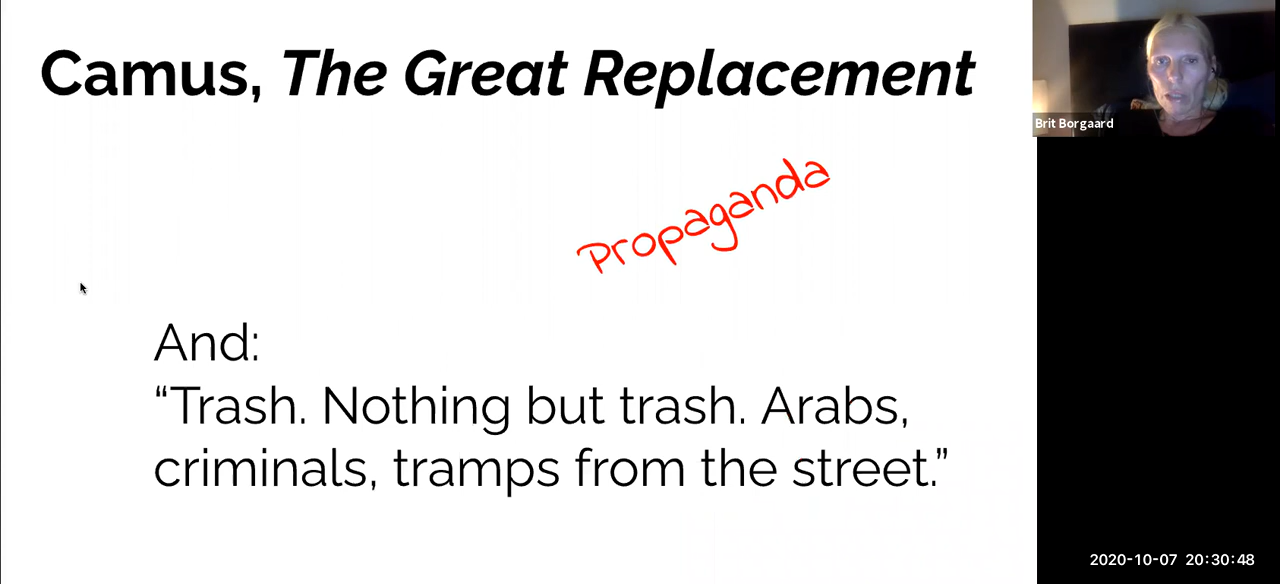 Camus, The Great Replacement
Brit Borgaard
Propaganda
And:
“Trash. Nothing but trash. Arabs,
criminals, tramps from the street.”
2020-10-07 20:30:48